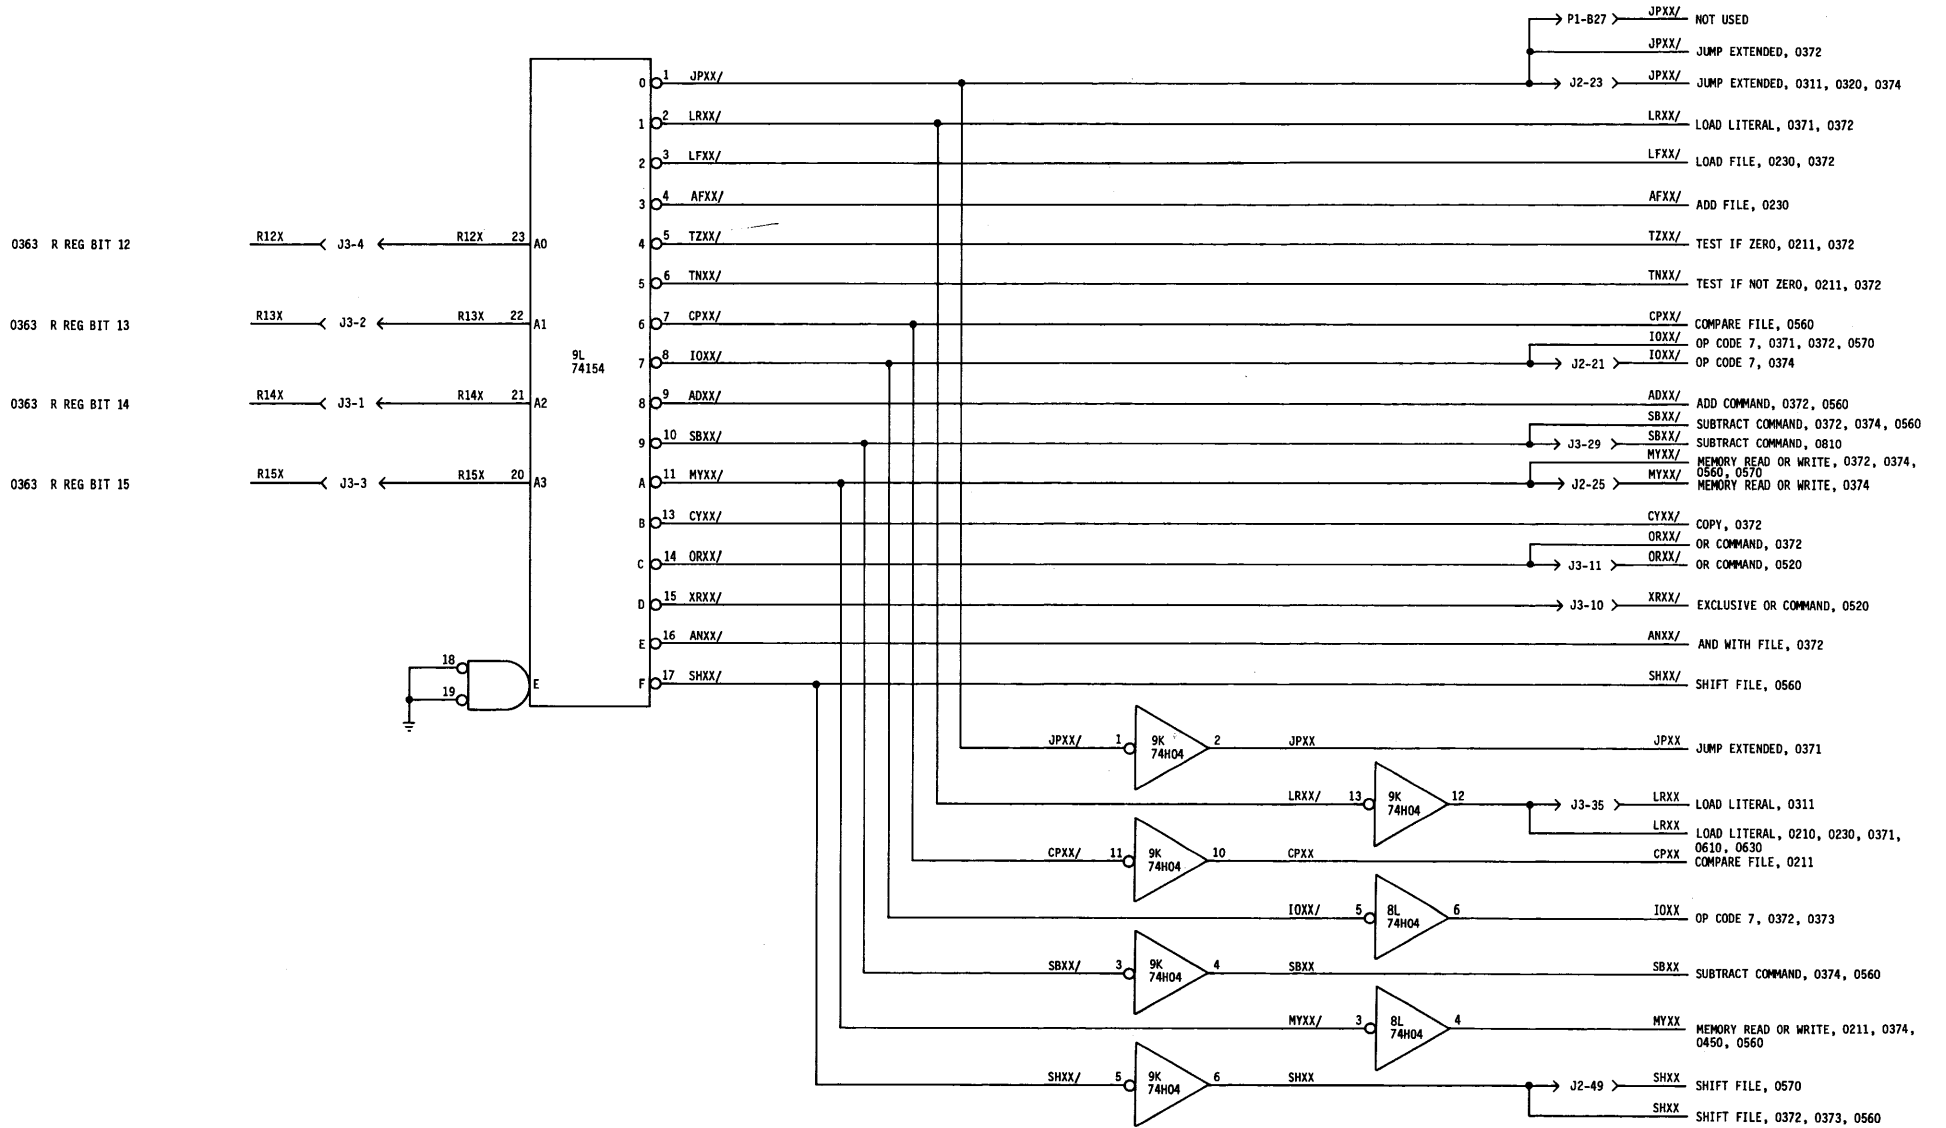 P1-B27 JPXX/ NOT USED
JPXX/ JUMP EXTENDED, 0372
0 1 JPXX/ J2-23 JPXX/ JUMP EXTENDED, 0311, 0320, 0374
1 2 LRXX/ LRXX/ LOAD LITERAL, 0371, 0372
2 3 LFXX/ LFXX/ LOAD FILE, 0230, 0372
3 4 AFXX/ AFXX/ ADD FILE, 0230
0363 R REG BIT 12 R12X J3-4 R12X 23 A0 4 5 TZXX/ TZXX/ TEST IF ZERO, 0211, 0372
5 6 TNXX/ TNXX/ TEST IF NOT ZERO, 0211, 0372
0363 R REG BIT 13 R13X J3-2 R13X 22 A1 6 7 CPXX/ CPXX/ COMPARE FILE, 0560
IOXX/ OP CODE 7, 0371, 0372, 0570
9L
74154
7 8 IOXX/ J2-21 IOXX/ OP CODE 7, 0374
0363 R REG BIT 14 R14X J3-1 R14X 21 A2 8 9 ADXX/ ADXX/ ADD COMMAND, 0372, 0560
SBXX/ SUBTRACT COMMAND, 0372, 0374, 0560
9 10 SBXX/ J3-29 SBXX/ SUBTRACT COMMAND, 0810
MYXX/ MEMORY READ OR WRITE, 0372, 0374,
0560, 0570
0363 R REG BIT 15 R15X J3-3 R15X 20 A3 A 11 MYXX/ J2-25 MYXX/ MEMORY READ OR WRITE, 0374
B 13 CYXX/ CYXX/ COPY, 0372
ORXX/ OR COMMAND, 0372
C 14 ORXX/ J3-11 ORXX/ OR COMMAND, 0520
D 15 XRXX/ J3-10 XRXX/ EXCLUSIVE OR COMMAND, 0520
E 16 ANXX/ ANXX/ AND WITH FILE, 0372
18
19 E F 17 SHXX/ SHXX/ SHIFT FILE, 0560
JPXX/ 1 9K 74H04 2 JPXX JPXX JUMP EXTENDED, 0371
LRXX/ 13 9K 74H04 12 J3-35 LRXX LOAD LITERAL, 0311
LRXX LOAD LITERAL, 0210, 0230, 0371,
0610, 0630
CPXX/ 11 9K 74H04 10 CPXX CPXX COMPARE FILE, 0211
IOXX/ 5 8L 74H04 6 IOXX OP CODE 7, 0372, 0373
SBXX/ 3 9K 74H04 4 SBXX SBXX SUBTRACT COMMAND, 0374, 0560
MYXX/ 3 8L 74H04 4 MYXX MEMORY READ OR WRITE, 0211, 0374,
0450, 0560
SHXX/ 5 9K 74H04 6 SHXX J2-49 SHXX SHIFT FILE, 0570
SHXX SHIFT FILE, 0372, 0373, 0560